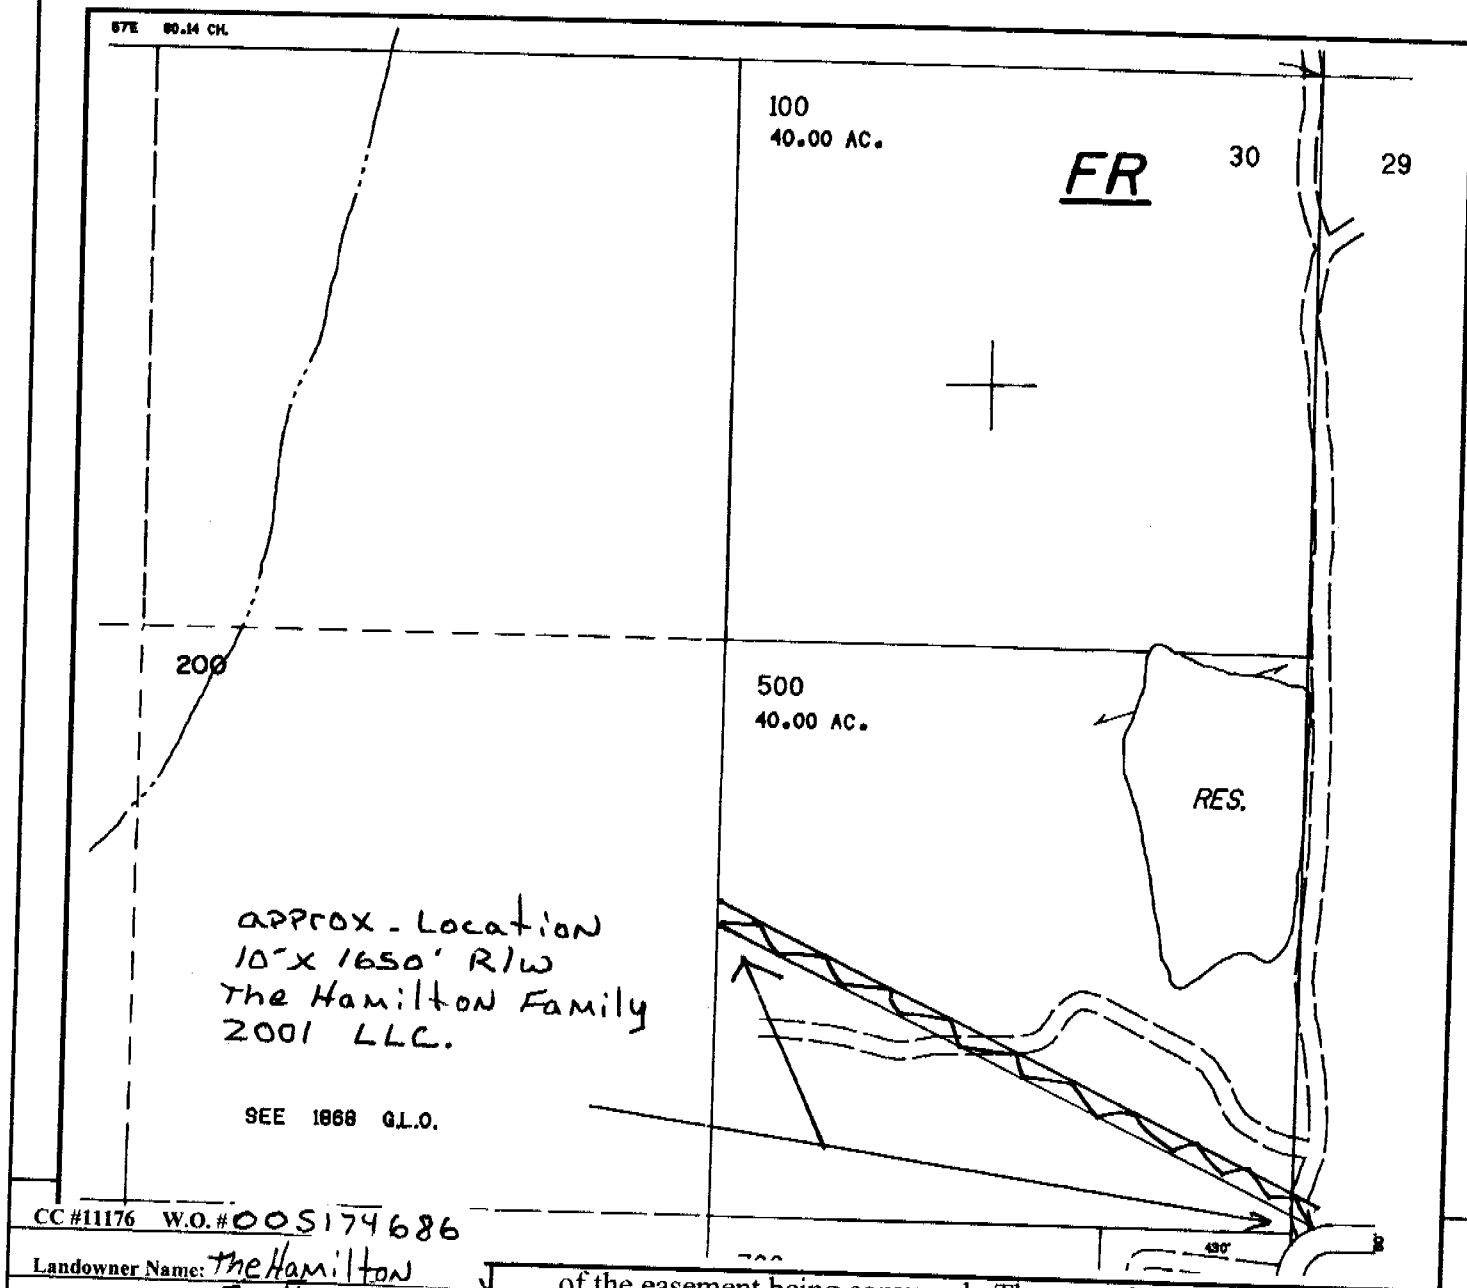 67E 80.14 CH.
100
40.00 AC.
FR
30
29
200
500
40.00 AC.
RES.
approx - Location
10' x 1650' R/W
The Hamilton Family
2001 LLC.
SEE 1868 G.L.O.
CC #11176 W.O. #005174686
430'
Landowner Name: The Hamilton
of the easement being